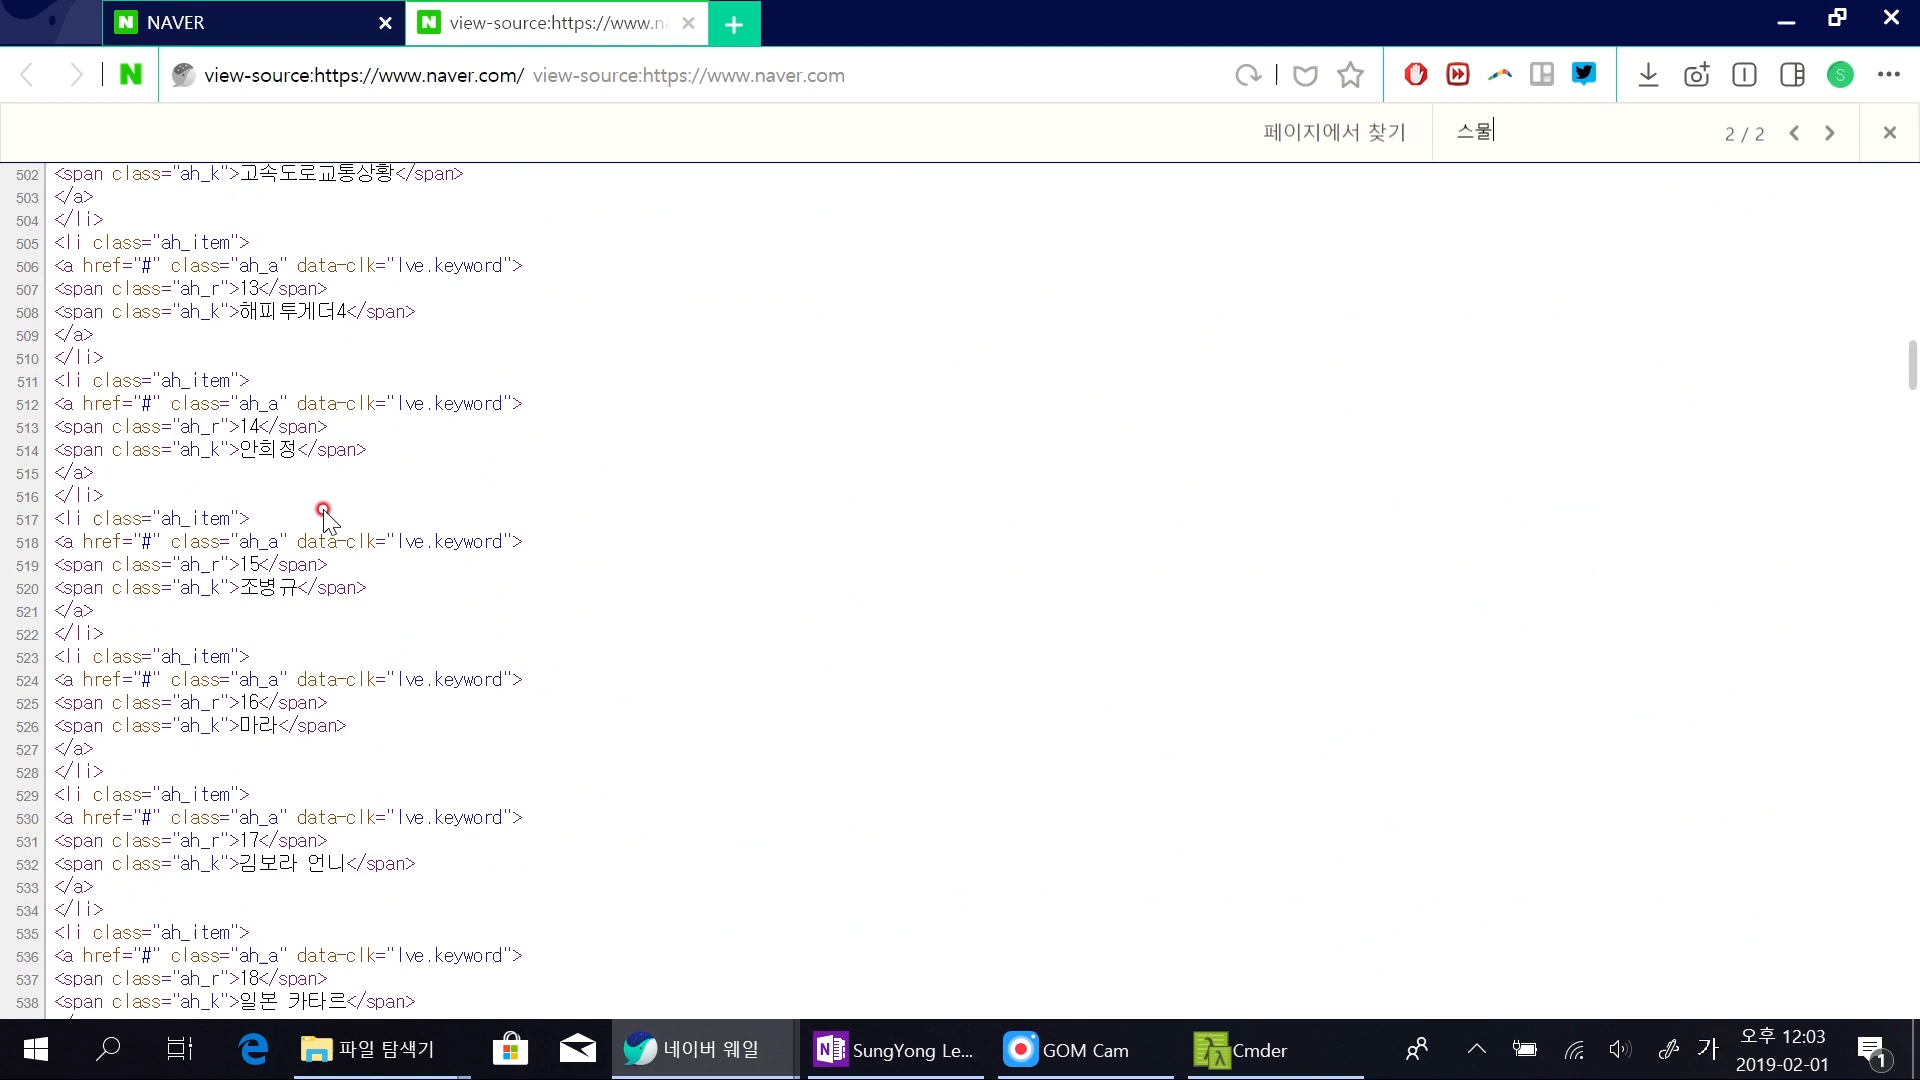 NAVER
view-source:https://www.n
view-source:https://www.naver.com/ view-source:https://www.naver.com
페이지에서 찾기 스물 2 / 2
502 <span class="ah_k">고속도로교통상황</span>
503 </a>
504 </li>
505 <li class="ah_item">
506 <a href="#" class="ah_a" data-clk="lve.keyword">
507 <span class="ah_r">13</span>
508 <span class="ah_k">해피투게더4</span>
509 </a>
510 </li>
511 <li class="ah_item">
512 <a href="#" class="ah_a" data-clk="lve.keyword">
513 <span class="ah_r">14</span>
514 <span class="ah_k">안희정</span>
515 </a>
516 </li>
517 <li class="ah_item">
518 <a href="#" class="ah_a" data-clk="lve.keyword">
519 <span class="ah_r">15</span>
520 <span class="ah_k">조병규</span>
521 </a>
522 </li>
523 <li class="ah_item">
524 <a href="#" class="ah_a" data-clk="lve.keyword">
525 <span class="ah_r">16</span>
526 <span class="ah_k">마라</span>
527 </a>
528 </li>
529 <li class="ah_item">
530 <a href="#" class="ah_a" data-clk="lve.keyword">
531 <span class="ah_r">17</span>
532 <span class="ah_k">김보라 언니</span>
533 </a>
534 </li>
535 <li class="ah_item">
536 <a href="#" class="ah_a" data-clk="lve.keyword">
537 <span class="ah_r">18</span>
538 <span class="ah_k">일본 카타르</span>
파일 탐색기 네이버 웨일 SungYong Le... GOM Cam Cmder 가 오후 12:03
2019-02-01 1